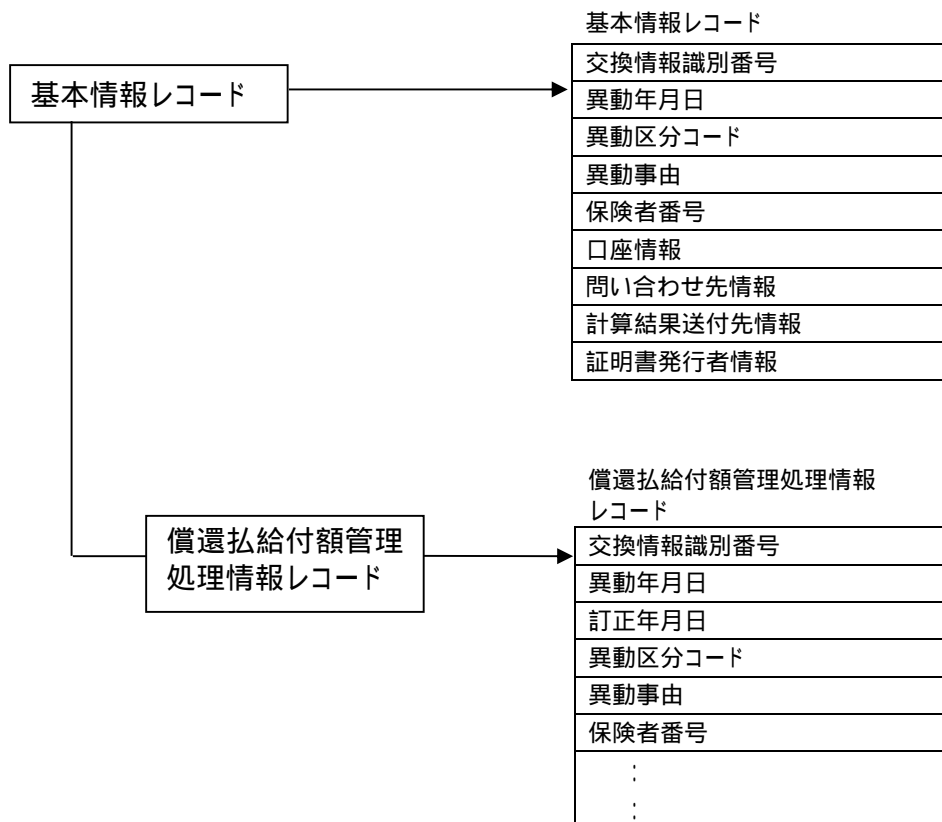 基本情報レコード
基本情報レコード
交換情報識別番号
異動年月日
異動区分コード
異動事由
保険者番号
口座情報
問い合わせ先情報
計算結果送付先情報
証明書発行者情報
償還払給付額管理
処理情報レコード
償還払給付額管理処理情報
レコード
交換情報識別番号
異動年月日
訂正年月日
異動区分コード
異動事由
保険者番号
:
: